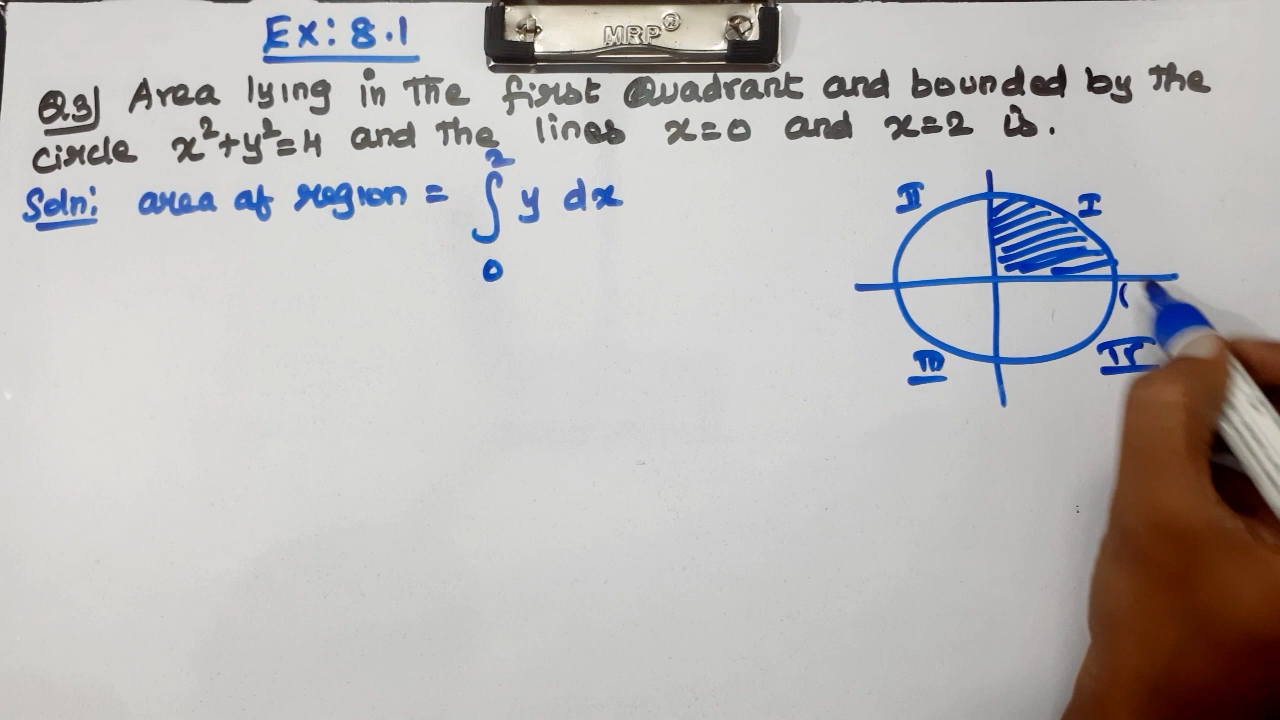 MRP®
Ex: 8.1
Q.3] Area lying in The first Quadrant and bounded by The
circle x²+y²=4 and The lines x=0 and x=2 is.
Soln: area of region = ∫₀² y dx
II I
III IV
(